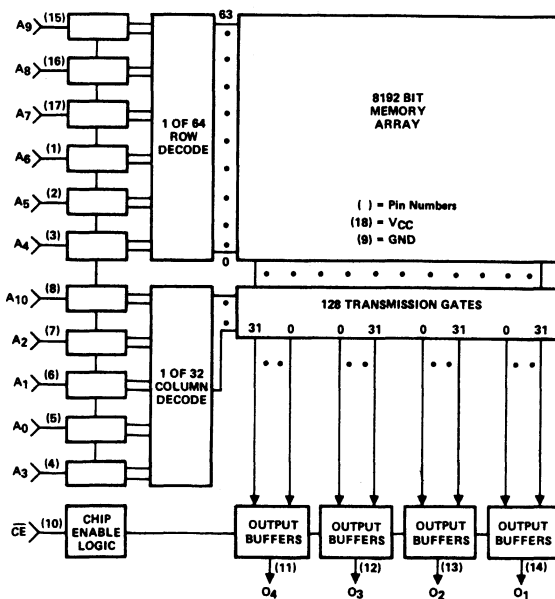 A9 (15)
A8 (16)
A7 (17)
A6 (1)
A5 (2)
A4 (3)
A10 (8)
A2 (7)
A1 (6)
A0 (5)
A3 (4)
CE (10)
1 OF 64
ROW
DECODE
63
0
8192 BIT
MEMORY
ARRAY
( ) = Pin Numbers
(18) = VCC
(9) = GND
1 OF 32
COLUMN
DECODE
128 TRANSMISSION GATES
31 0 0 31 0 31 0 31
CHIP
ENABLE
LOGIC
OUTPUT
BUFFERS
OUTPUT
BUFFERS
OUTPUT
BUFFERS
OUTPUT
BUFFERS
(11) (12) (13) (14)
O4 O3 O2 O1